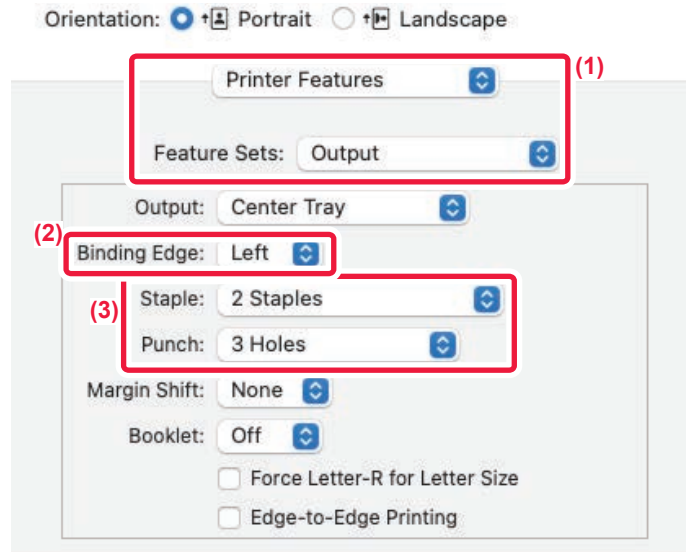 Orientation: Portrait Landscape
(1)
Printer Features
Feature Sets: Output
Output: Center Tray
(2)
Binding Edge: Left
(3)
Staple: 2 Staples
Punch: 3 Holes
Margin Shift: None
Booklet: Off
Force Letter-R for Letter Size
Edge-to-Edge Printing